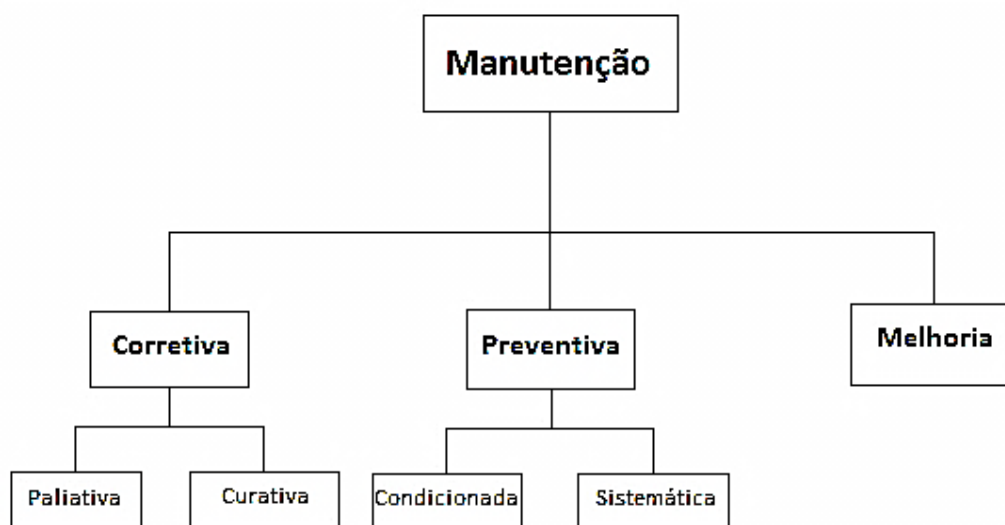 Manutenção
Corretiva
Preventiva
Melhoria
Paliativa
Curativa
Condicionada
Sistemática